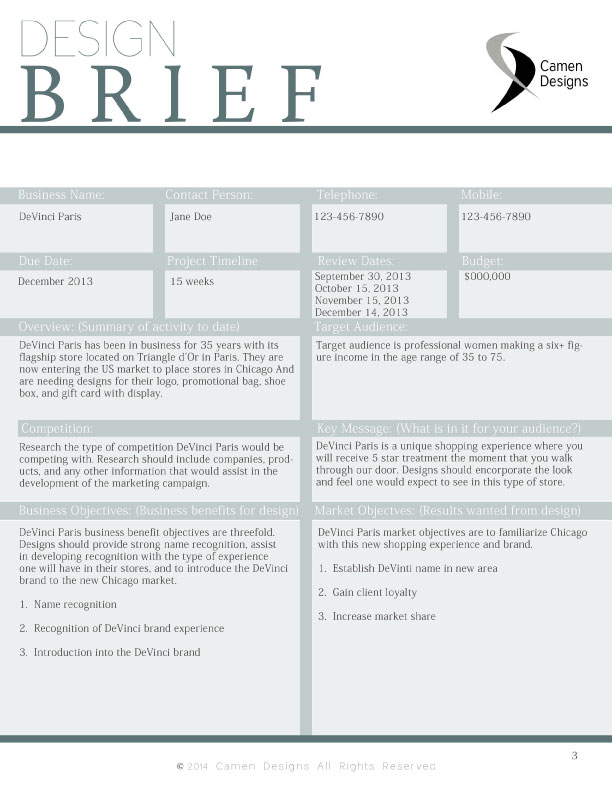 DESIGN
BRIEF
Camen
Designs
Business Name:
Contact Person:
Telephone:
Mobile:
DeVinci Paris
Jane Doe
123-456-7890
123-456-7890
Due Date:
Project Timeline
Review Dates:
Budget:
December 2013
15 weeks
September 30, 2013
October 15, 2013
November 15, 2013
December 14, 2013
$000,000
Overview: (Summary of activity to date)
DeVinci Paris has been in business for 35 years with its
flagship store located on Triangle d'Or in Paris. They are
now entering the US market to place stores in Chicago And
are needing designs for their logo, promotional bag, shoe
box, and gift card with display.
Target Audience:
Target audience is professional women making a six+ fig-
ure income in the age range of 35 to 75.
Competition:
Research the type of competition DeVinci Paris would be
competing with. Research should include companies, prod-
ucts, and any other information that would assist in the
development of the marketing campaign.
Key Message: (What is in it for your audience?)
DeVinci Paris is a unique shopping experience where you
will receive 5 star treatment the moment that you walk
through our door. Designs should encorporate the look
and feel one would expect to see in this type of store.
Business Objectives: (Business benefits for design)
DeVinci Paris business benefit objectives are threefold.
Designs should provide strong name recognition, assist
in developing recognition with the type of experience
one will have in their stores, and to introduce the DeVinci
brand to the new Chicago market.
1. Name recognition
2. Recognition of DeVinci brand experience
3. Introduction into the DeVinci brand
Market Objectves: (Results wanted from design)
DeVinci Paris market objectives are to familiarize Chicago
with this new shopping experience and brand.
1. Establish DeVinti name in new area
2. Gain client loyalty
3. Increase market share
3
© 2014 Camen Designs All Rights Reserved